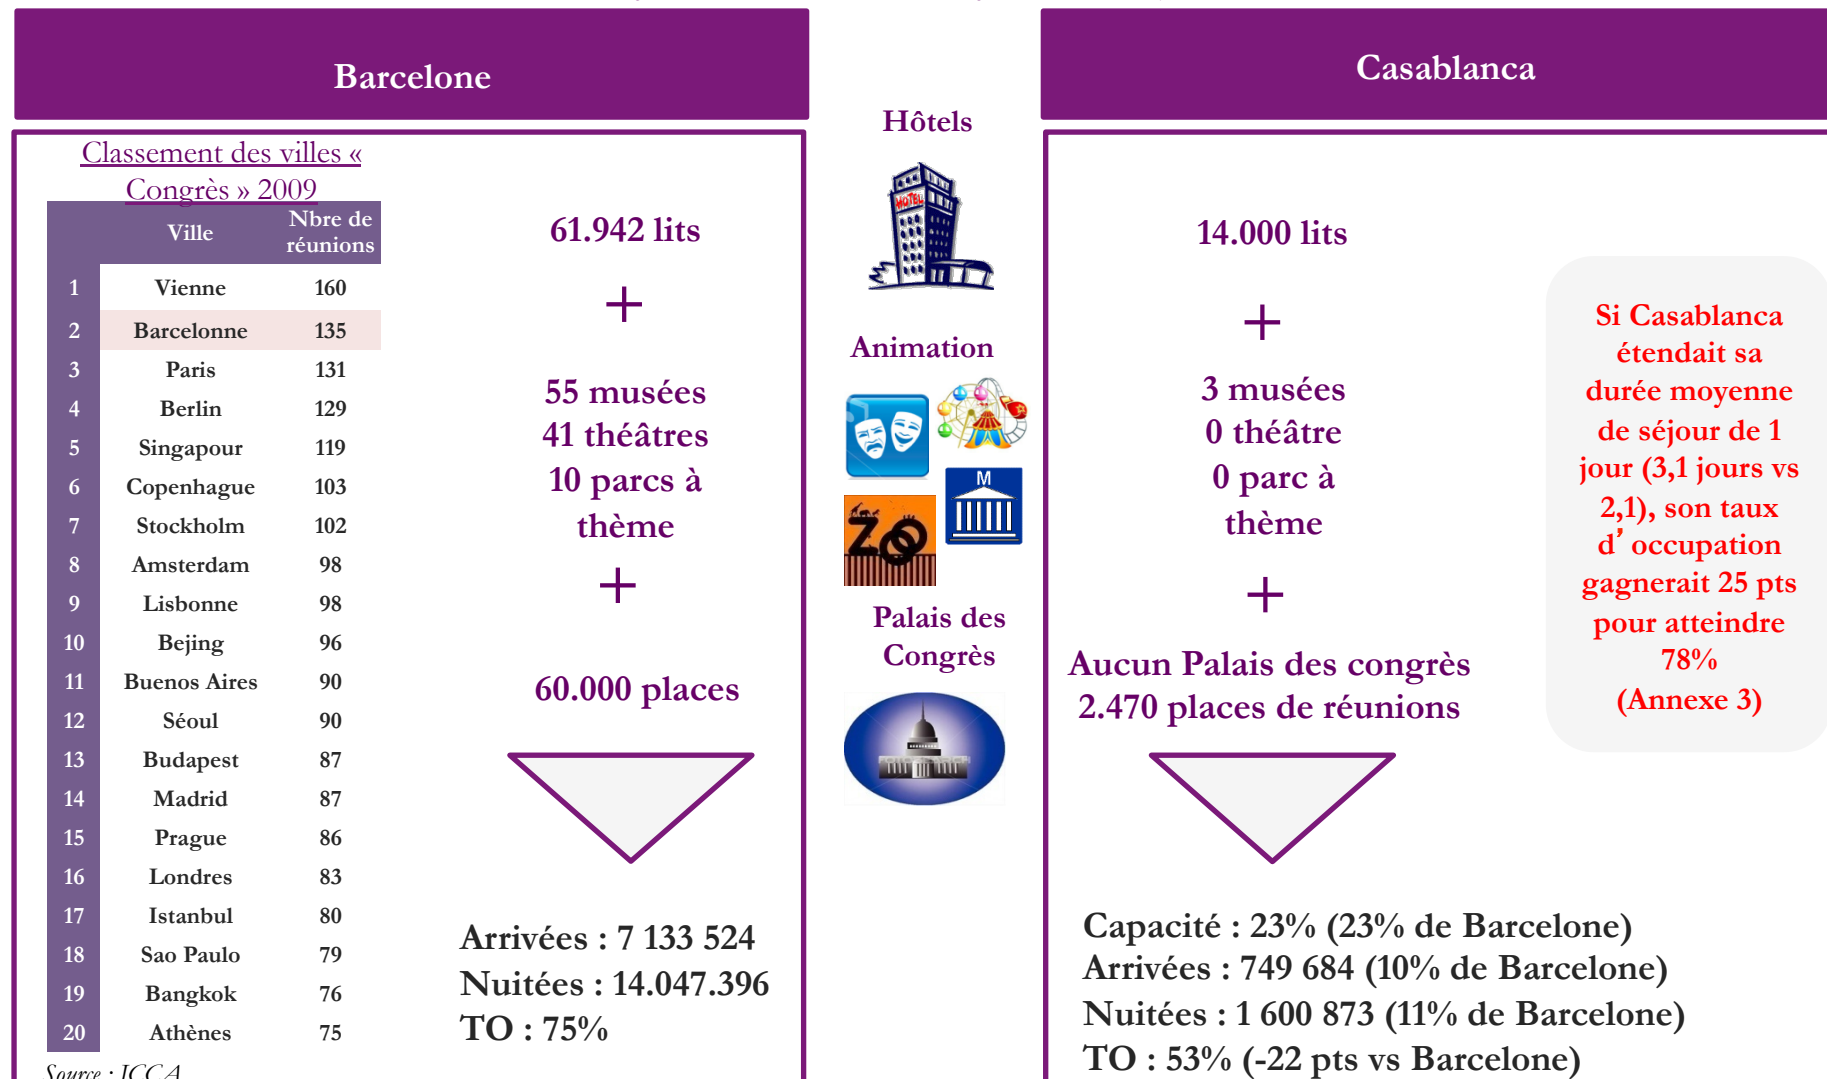 Barcelone
Classement des villes «
Congrès » 2009
Ville Nbre de
réunions
1 Vienne 160
2 Barcelonne 135
3 Paris 131
4 Berlin 129
5 Singapour 119
6 Copenhague 103
7 Stockholm 102
8 Amsterdam 98
9 Lisbonne 98
10 Bejing 96
11 Buenos Aires 90
12 Séoul 90
13 Budapest 87
14 Madrid 87
15 Prague 86
16 Londres 83
17 Istanbul 80
18 Sao Paulo 79
19 Bangkok 76
20 Athènes 75
Source : ICCA
61.942 lits
+
55 musées
41 théâtres
10 parcs à
thème
+
60.000 places
Arrivées : 7 133 524
Nuitées : 14.047.396
TO : 75%
Hôtels
HOTEL
Animation
M
ZOO
Palais des
Congrès
Casablanca
14.000 lits
+
3 musées
0 théâtre
0 parc à
thème
+
Aucun Palais des congrès
2.470 places de réunions
Capacité : 23% (23% de Barcelone)
Arrivées : 749 684 (10% de Barcelone)
Nuitées : 1 600 873 (11% de Barcelone)
TO : 53% (-22 pts vs Barcelone)
Si Casablanca
étendait sa
durée moyenne
de séjour de 1
jour (3,1 jours vs
2,1), son taux
d’ occupation
gagnerait 25 pts
pour atteindre
78%
(Annexe 3)